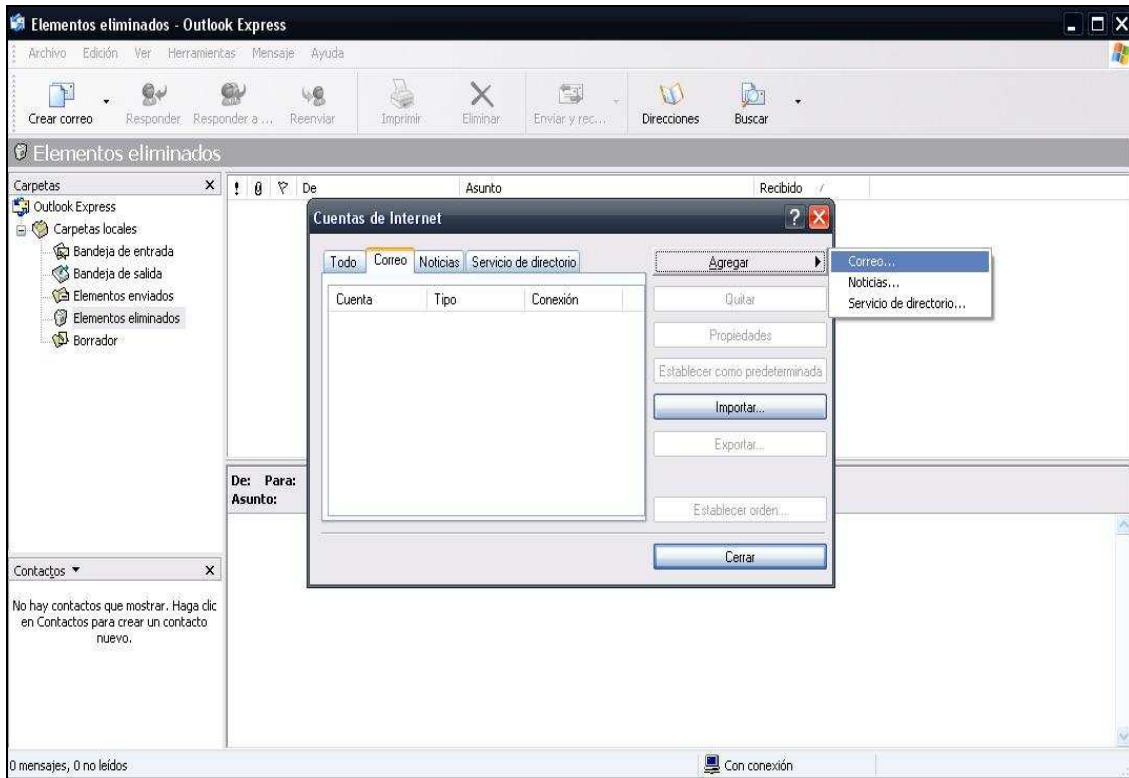 Elementos eliminados - Outlook Express
Archivo Edición Ver Herramientas Mensaje Ayuda
Crear correo Responder Responder a ... Reenviar Imprimir Eliminar Enviar y rec... Direcciones Buscar
Elementos eliminados
Carpetas
Outlook Express
Carpetas locales
Bandeja de entrada
Bandeja de salida
Elementos enviados
Elementos eliminados
Borrador
! De Asunto Recibido
Cuentas de Internet
Todo Correo Noticias Servicio de directorio
Cuenta Tipo Conexión
Agregar
Quitar
Propiedades
Establecer como predeterminada
Importar...
Exportar...
Establecer orden...
Cerrar
Correo...
Noticias...
Servicio de directorio...
De: Para:
Asunto:
Contactos
No hay contactos que mostrar. Haga clic
en Contactos para crear un contacto
nuevo.
0 mensajes, 0 no leídos
Con conexión